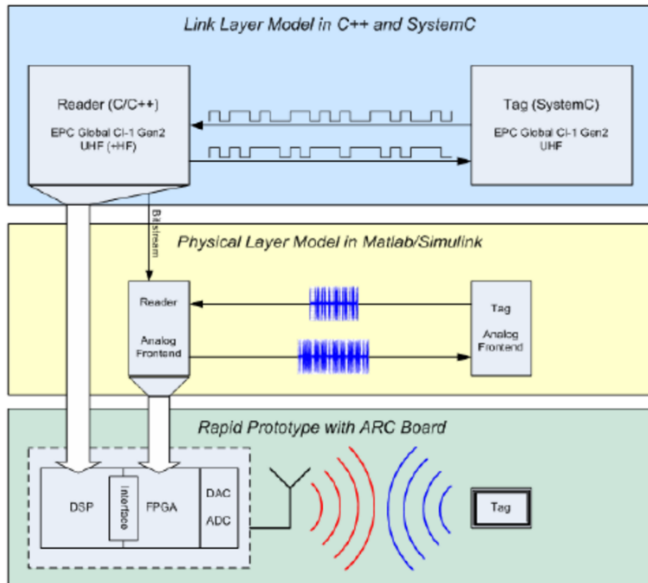 Link Layer Model in C++ and SystemC
Reader (C/C++)
EPC Global Cl-1 Gen2
UHF (+HF)
Tag (SystemC)
EPC Global Cl-1 Gen2
UHF
Bitstream
Physical Layer Model in Matlab/Simulink
Reader
Analog
Frontend
Tag
Analog
Frontend
Rapid Prototype with ARC Board
DSP
Interface
FPGA
DAC
ADC
Tag